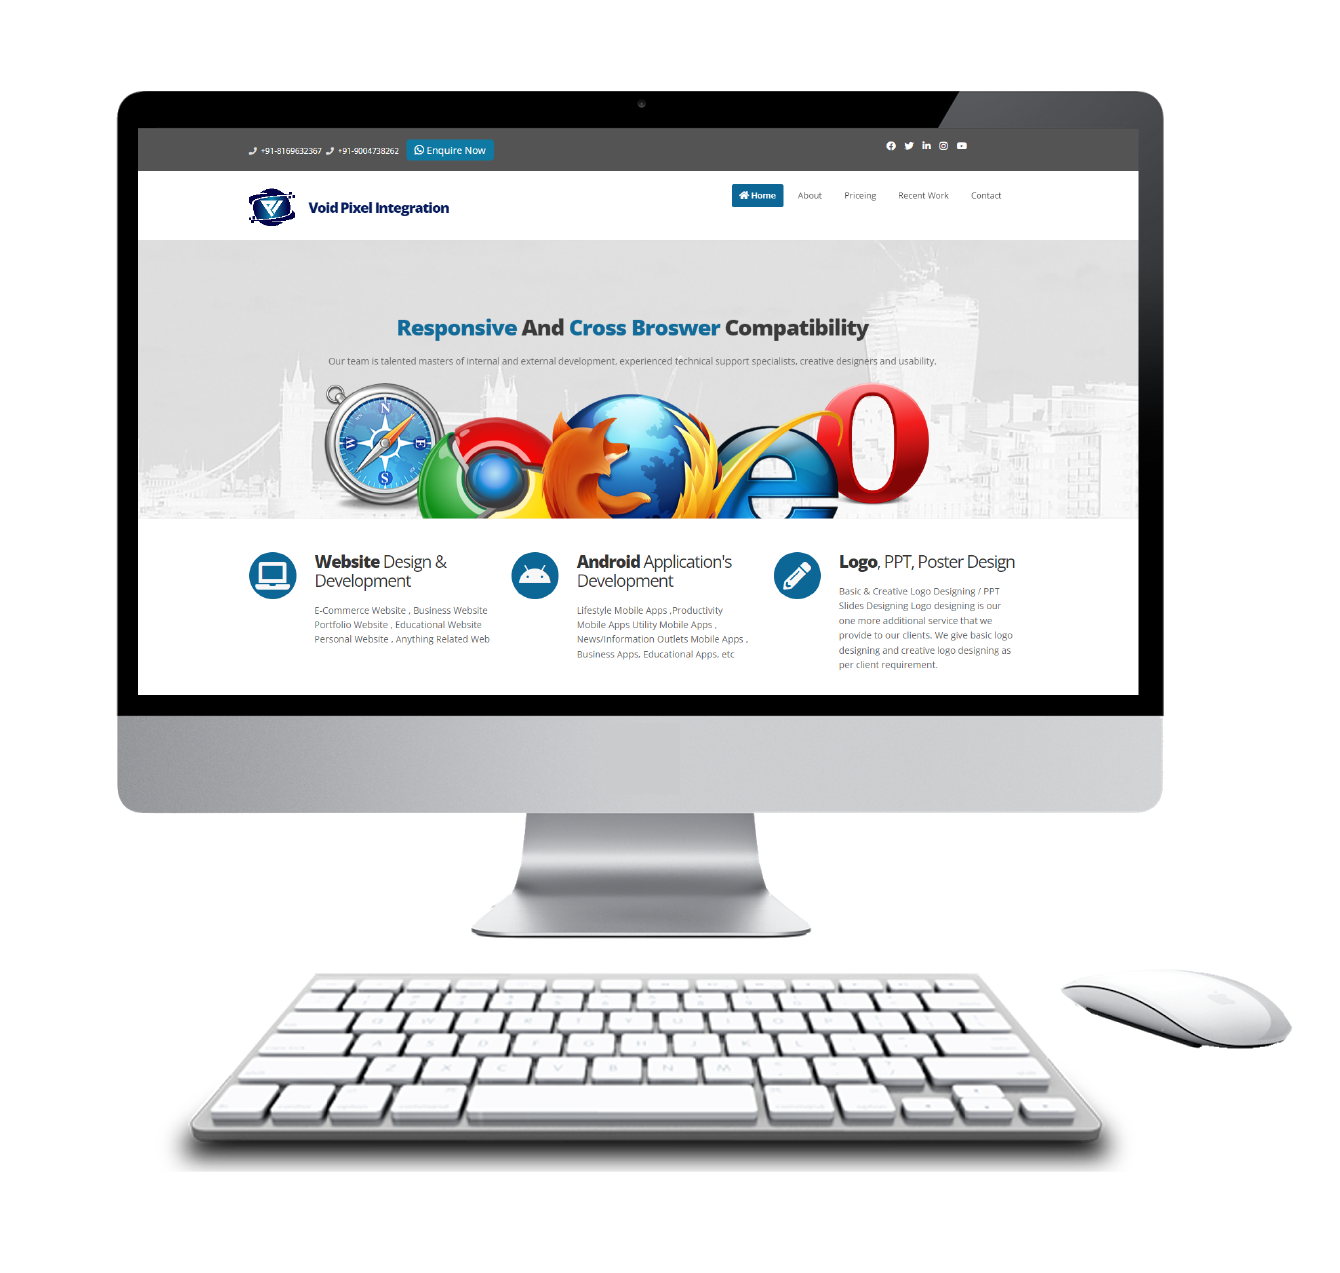 +91-8169632367 +91-9004738262 Enquire Now
Void Pixel Integration
Home About Priceing Recent Work Contact
Responsive And Cross Broswer Compatibility
Our team is talented masters of internal and external development, experienced technical support specialists, creative designers and usability.
N
W E
S
Website Design &
Development
E-Commerce Website , Business Website
Portfolio Website , Educational Website
Personal Website , Anything Related Web
Android Application's
Development
Lifestyle Mobile Apps ,Productivity
Mobile Apps Utility Mobile Apps ,
News/Information Outlets Mobile Apps ,
Business Apps, Educational Apps, etc
Logo, PPT, Poster Design
Basic & Creative Logo Designing / PPT
Slides Designing Logo designing is our
one more additional service that we
provide to our clients. We give basic logo
designing and creative logo designing as
per client requirement.
Q W E R T Y U I O P
A S D F G H J K L
Z X C V B N M